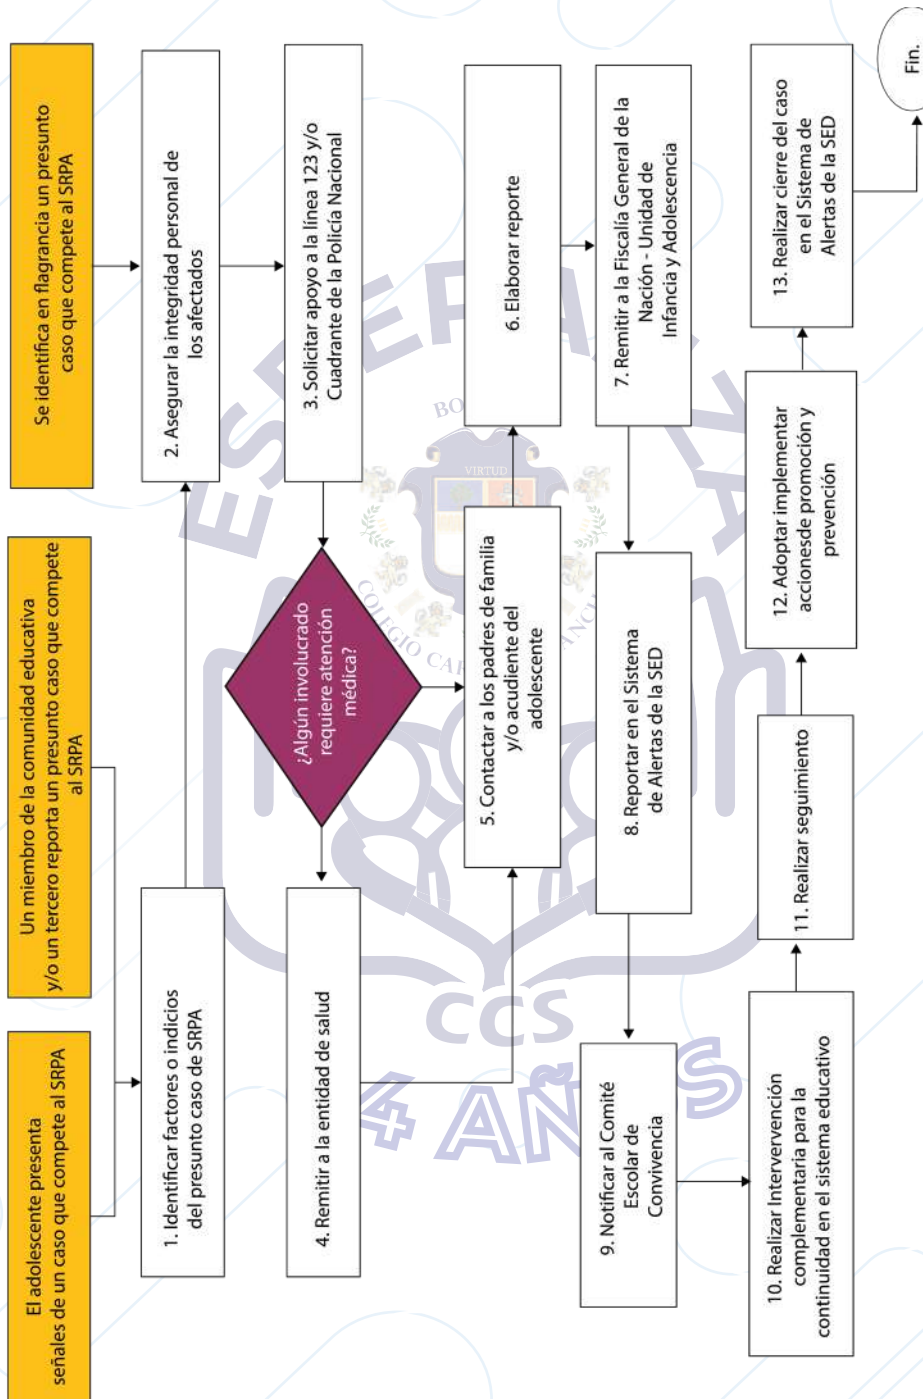 El adolescente presenta
señales de un caso que compete al SRPA
Un miembro de la comunidad educativa
y/o un tercero reporta un presunto caso que compete
al SRPA
Se identifica en flagrancia un presunto
caso que compete al SRPA
1. Identificar factores o indicios
del presunto caso de SRPA
2. Asegurar la integridad personal de
los afectados
3. Solicitar apoyo a la línea 123 y/o
Cuadrante de la Policía Nacional
¿Algún involucrado
requiere atención
médica?
4. Remitir a la entidad de salud
5. Contactar a los padres de familia
y/o acudiente del
adolescente
6. Elaborar reporte
7. Remitir a la Fiscalía General de la
Nación - Unidad de
Infancia y Adolescencia
8. Reportar en el Sistema
de Alertas de la SED
9. Notificar al Comité
Escolar de
Convivencia
10. Realizar Intervención
complementaria para la
continuidad en el sistema educativo
11. Realizar seguimiento
12. Adoptar implementar
accionesde promoción y
prevención
13. Realizar cierre del caso
en el Sistema de
Alertas de la SED
Fin.
VIRTUD
CCS
4 AÑOS